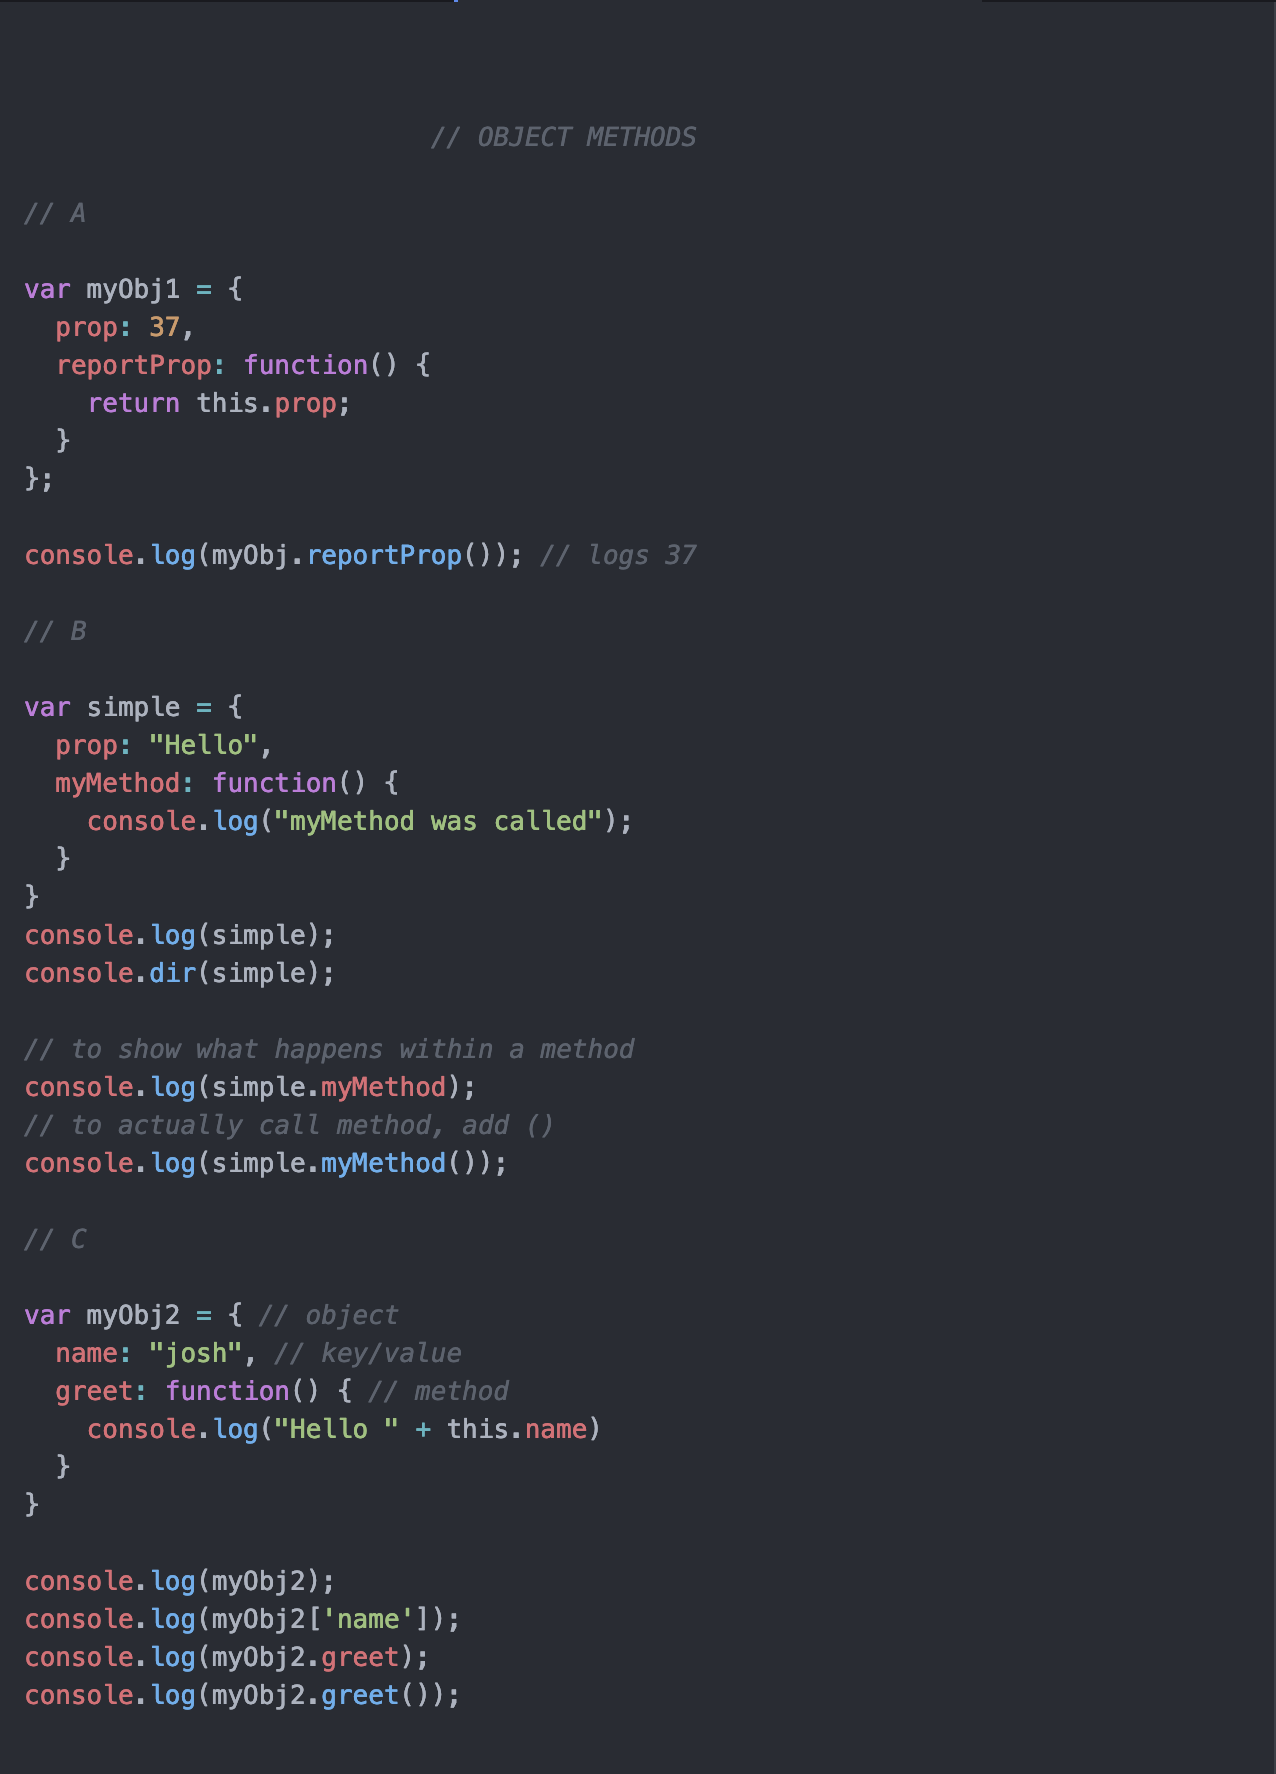 // OBJECT METHODS
// A
var myObj1 = {
prop: 37,
reportProp: function() {
return this.prop;
}
};
console.log(myObj.reportProp()); // logs 37
// B
var simple = {
prop: "Hello",
myMethod: function() {
console.log("myMethod was called");
}
}
console.log(simple);
console.dir(simple);
// to show what happens within a method
console.log(simple.myMethod);
// to actually call method, add ()
console.log(simple.myMethod());
// C
var myObj2 = { // object
name: "josh", // key/value
greet: function() { // method
console.log("Hello " + this.name)
}
}
console.log(myObj2);
console.log(myObj2['name']);
console.log(myObj2.greet);
console.log(myObj2.greet());